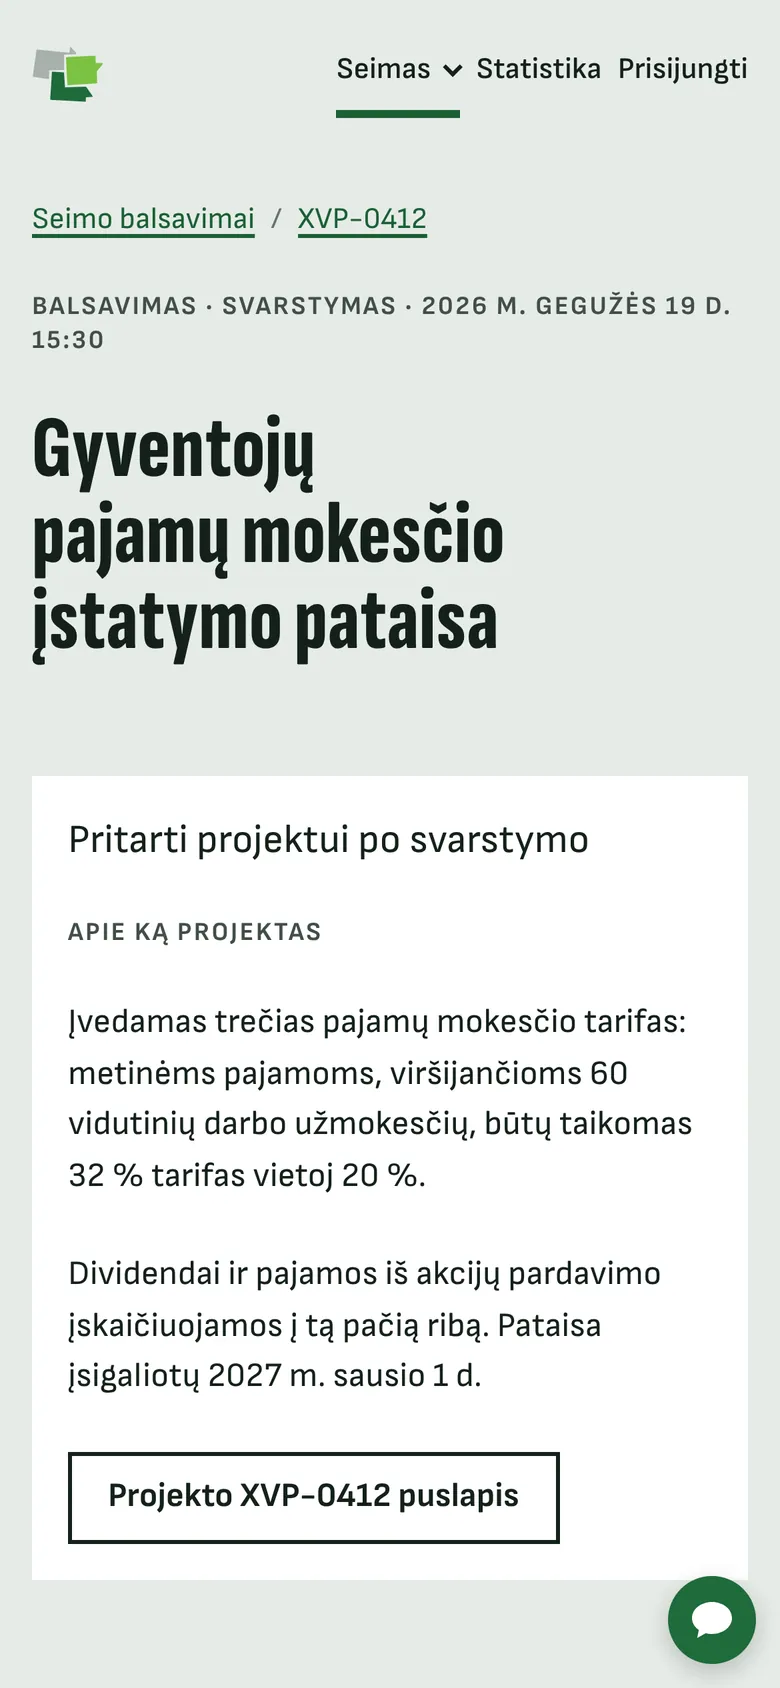 Seimas Statistika Prisijungti
Seimo balsavimai / XVP-0412
BALSAVIMAS · SVARSTYMAS · 2026 M. GEGUŽĖS 19 D.
15:30
Gyventojų
pajamų mokesčio
įstatymo pataisa
Pritarti projektui po svarstymo
APIE KĄ PROJEKTAS
Įvedamas trečias pajamų mokesčio tarifas:
metinėms pajamoms, viršijančioms 60
vidutinių darbo užmokesčių, būtų taikomas
32 % tarifas vietoj 20 %.
Dividendai ir pajamos iš akcijų pardavimo
įskaičiuojamos į tą pačią ribą. Pataisa
įsigaliotų 2027 m. sausio 1 d.
Projekto XVP-0412 puslapis